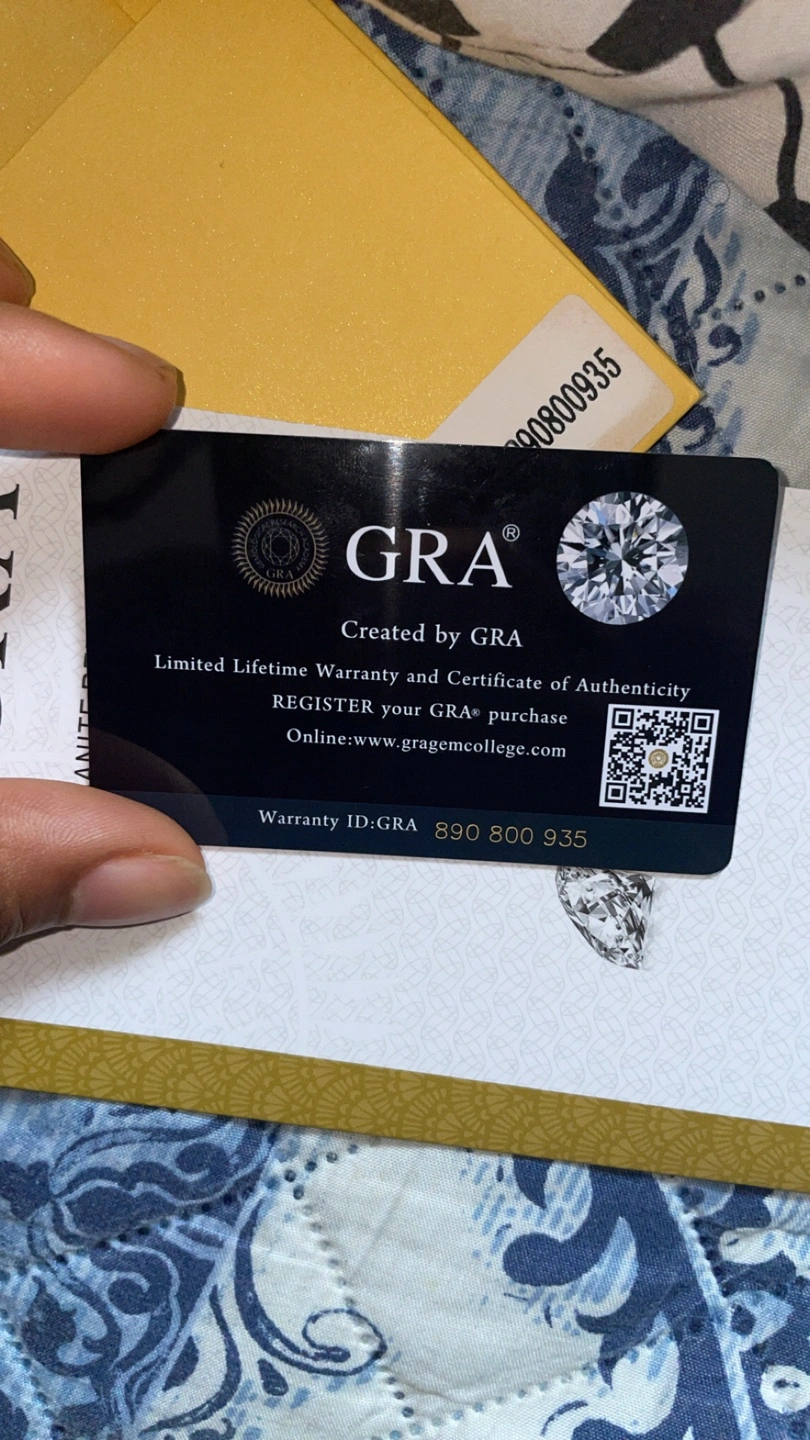 90800935
GRA®
GRA
Created by GRA
Limited Lifetime Warranty and Certificate of Authenticity
REGISTER your GRA® purchase
Online:www.gragemcollege.com
Warranty ID:GRA 890 800 935